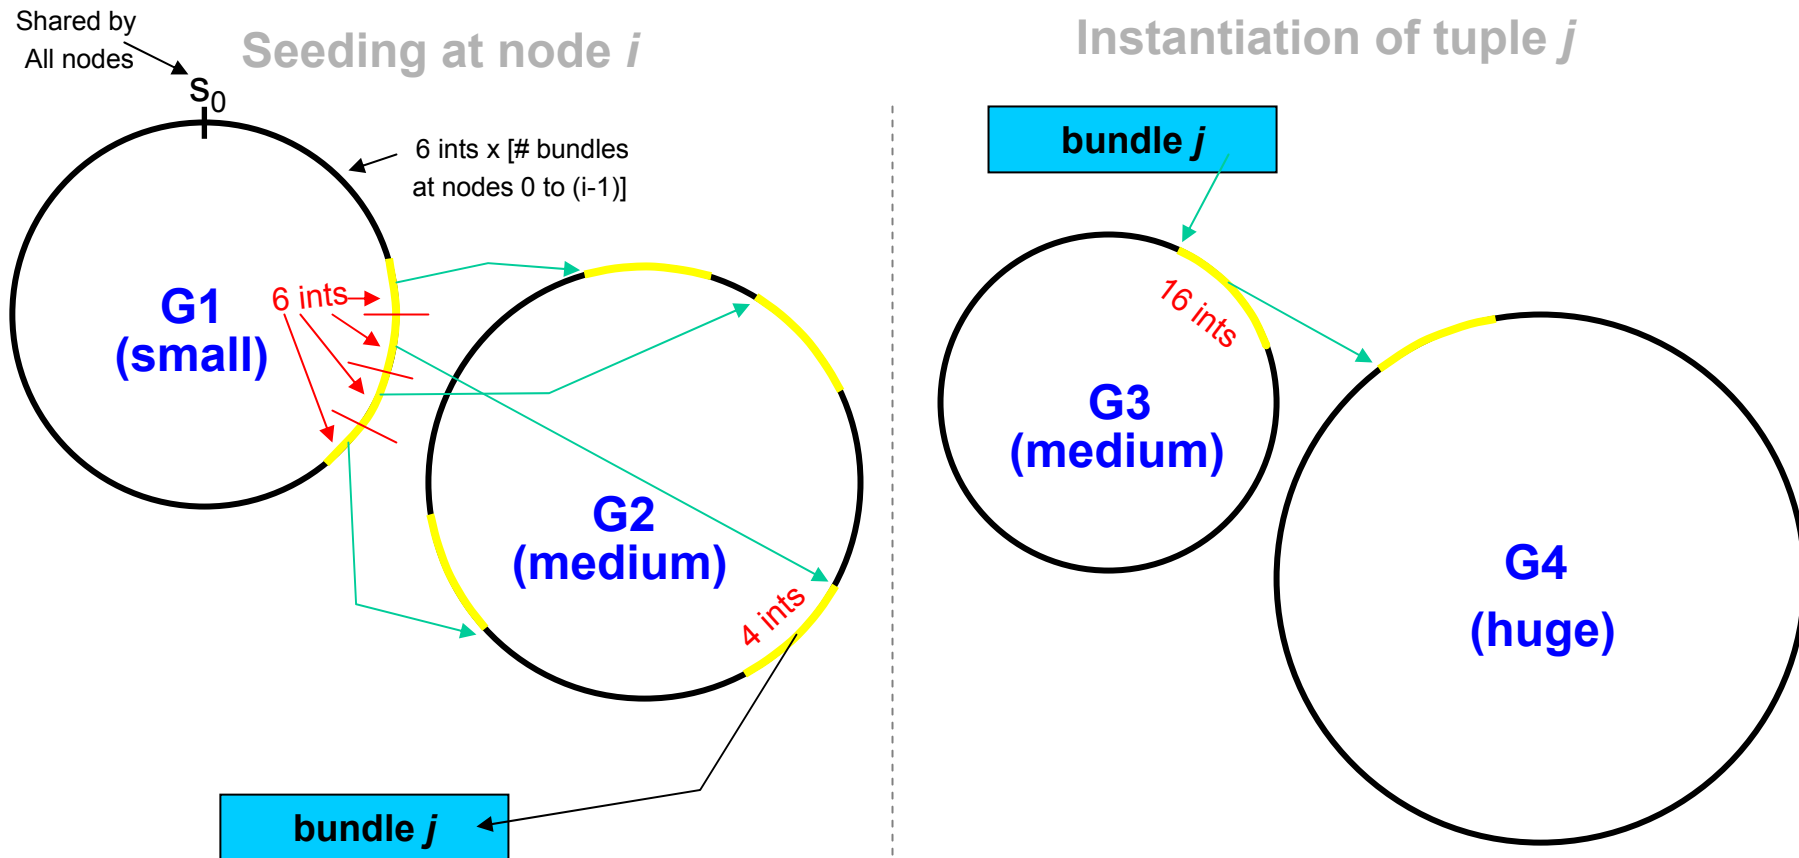 Shared by
All nodes
S0
Seeding at node i
6 ints x [# bundles
at nodes 0 to (i-1)]
G1
(small)
6 ints
G2
(medium)
4 ints
bundle j
Instantiation of tuple j
bundle j
16 ints
G3
(medium)
G4
(huge)